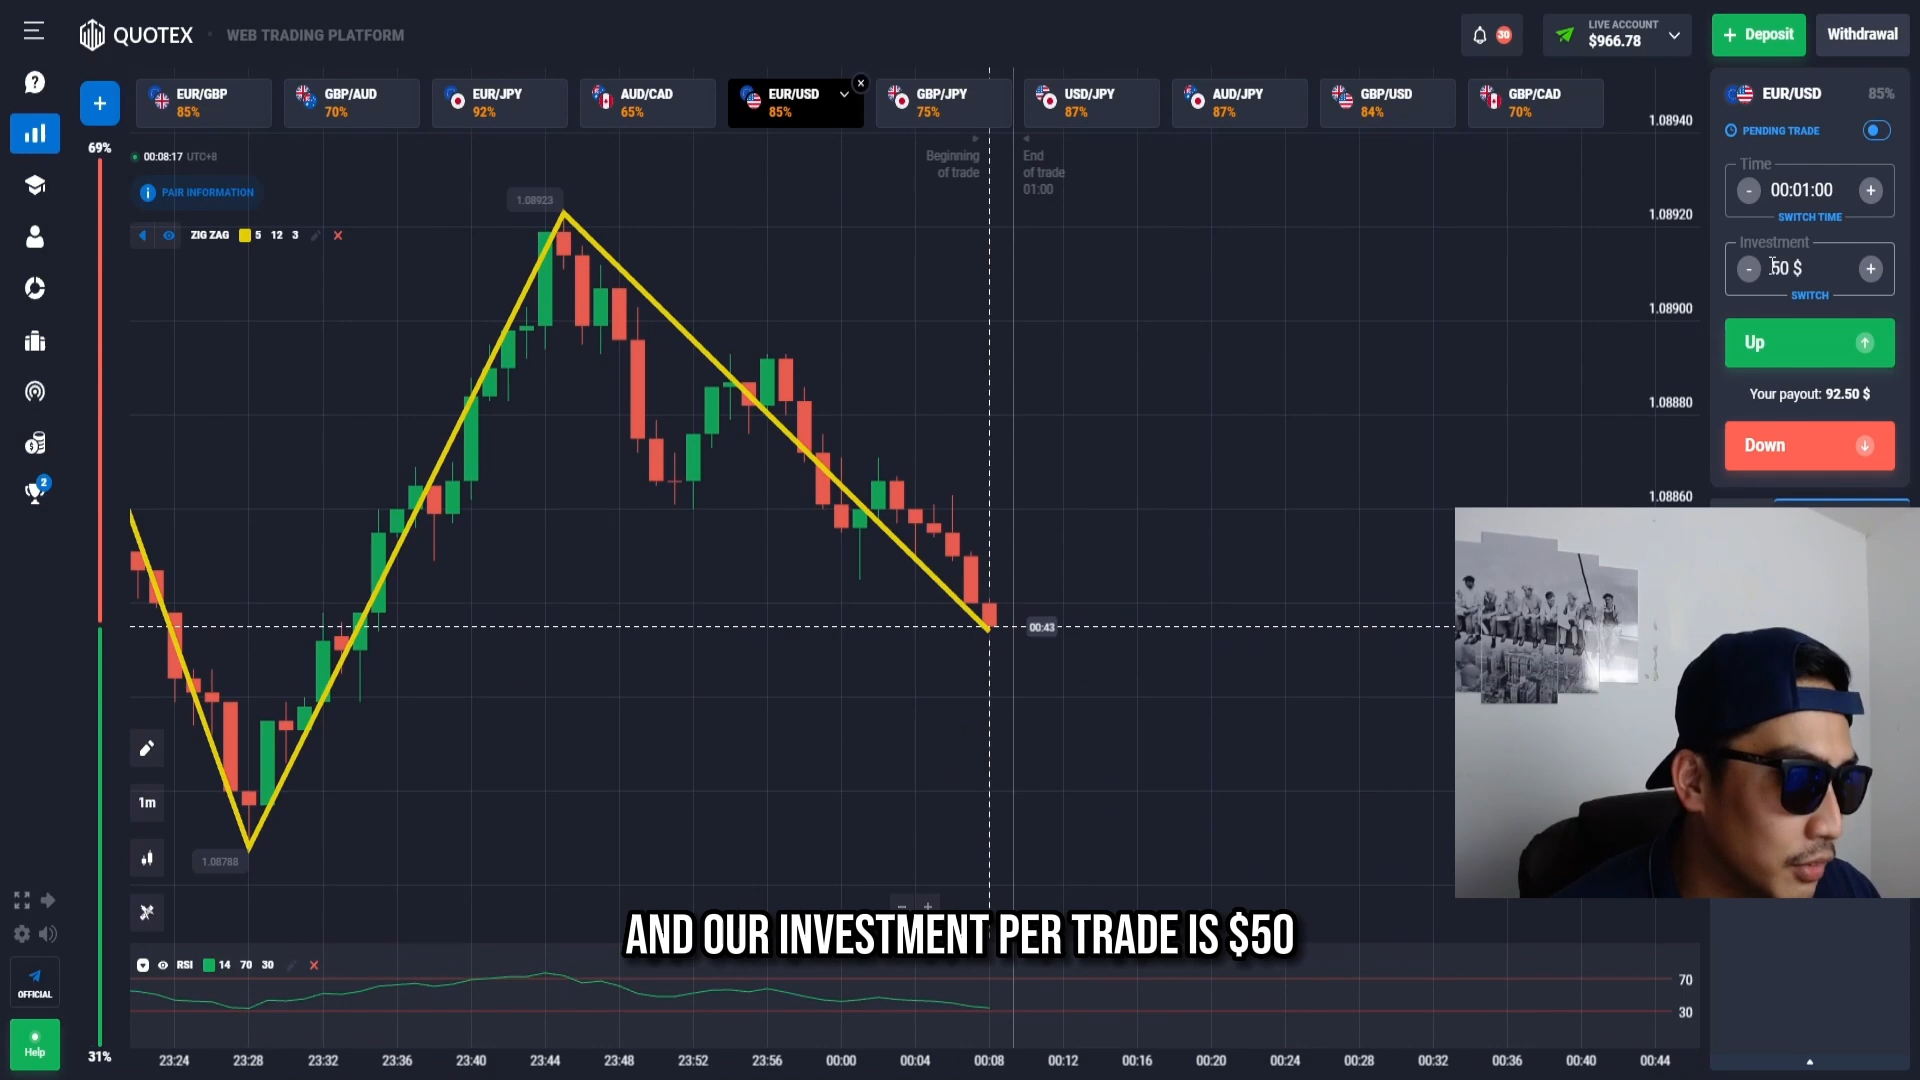 QUOTEX
WEB TRADING PLATFORM
30
LIVE ACCOUNT
$966.78
+ Deposit
Withdrawal
+
EUR/GBP
85%
GBP/AUD
70%
EUR/JPY
92%
AUD/CAD
65%
EUR/USD
85%
GBP/JPY
75%
USD/JPY
87%
AUD/JPY
87%
GBP/USD
84%
GBP/CAD
70%
EUR/USD
85%
PENDING TRADE
Time
- 00:01:00 +
SWITCH TIME
Investment
- 50 $ +
SWITCH
Up
Your payout: 92.50 $
Down
69%
00:08:17 UTC+8
PAIR INFORMATION
ZIG ZAG 5 12 3
Beginning
of trade
End
of trade
01:00
1.08940
1.08920
1.08900
1.08880
1.08860
1.08923
1.08788
00:43
2
1m
AND OUR INVESTMENT PER TRADE IS $50
RSI 14 70 30
70
30
OFFICIAL
Help
31%
23:24 23:28 23:32 23:36 23:40 23:44 23:48 23:52 23:56 00:00 00:04 00:08 00:12 00:16 00:20 00:24 00:28 00:32 00:36 00:40 00:44